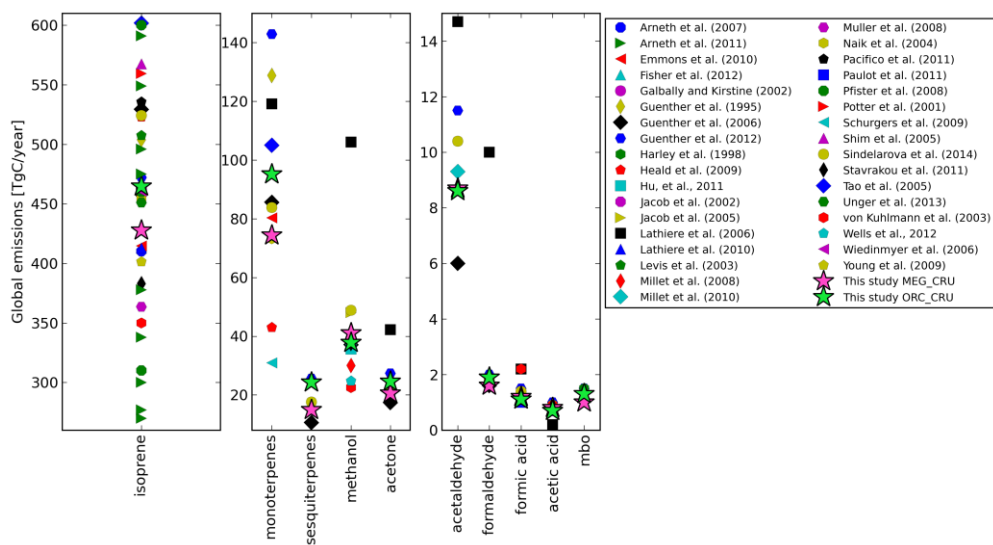 Global emissions [TgC/year]
600
550
500
450
400
350
300
isoprene
140
120
100
80
60
40
20
monoterpenes
sesquiterpenes
methanol
acetone
14
12
10
8
6
4
2
0
acetaldehyde
formaldehyde
formic acid
acetic acid
mbo
Arneth et al. (2007)
Arneth et al. (2011)
Emmons et al. (2010)
Fisher et al. (2012)
Galbally and Kirstine (2002)
Guenther et al. (1995)
Guenther et al. (2006)
Guenther et al. (2012)
Harley et al. (1998)
Heald et al. (2009)
Hu, et al., 2011
Jacob et al. (2002)
Jacob et al. (2005)
Lathiere et al. (2006)
Lathiere et al. (2010)
Levis et al. (2003)
Millet et al. (2008)
Millet et al. (2010)
Muller et al. (2008)
Naik et al. (2004)
Pacifico et al. (2011)
Paulot et al. (2011)
Pfister et al. (2008)
Potter et al. (2001)
Schurgers et al. (2009)
Shim et al. (2005)
Sindelarova et al. (2014)
Stavrakou et al. (2011)
Tao et al. (2005)
Unger et al. (2013)
von Kuhlmann et al. (2003)
Wells et al., 2012
Wiedinmyer et al. (2006)
Young et al. (2009)
This study MEG_CRU
This study ORC_CRU